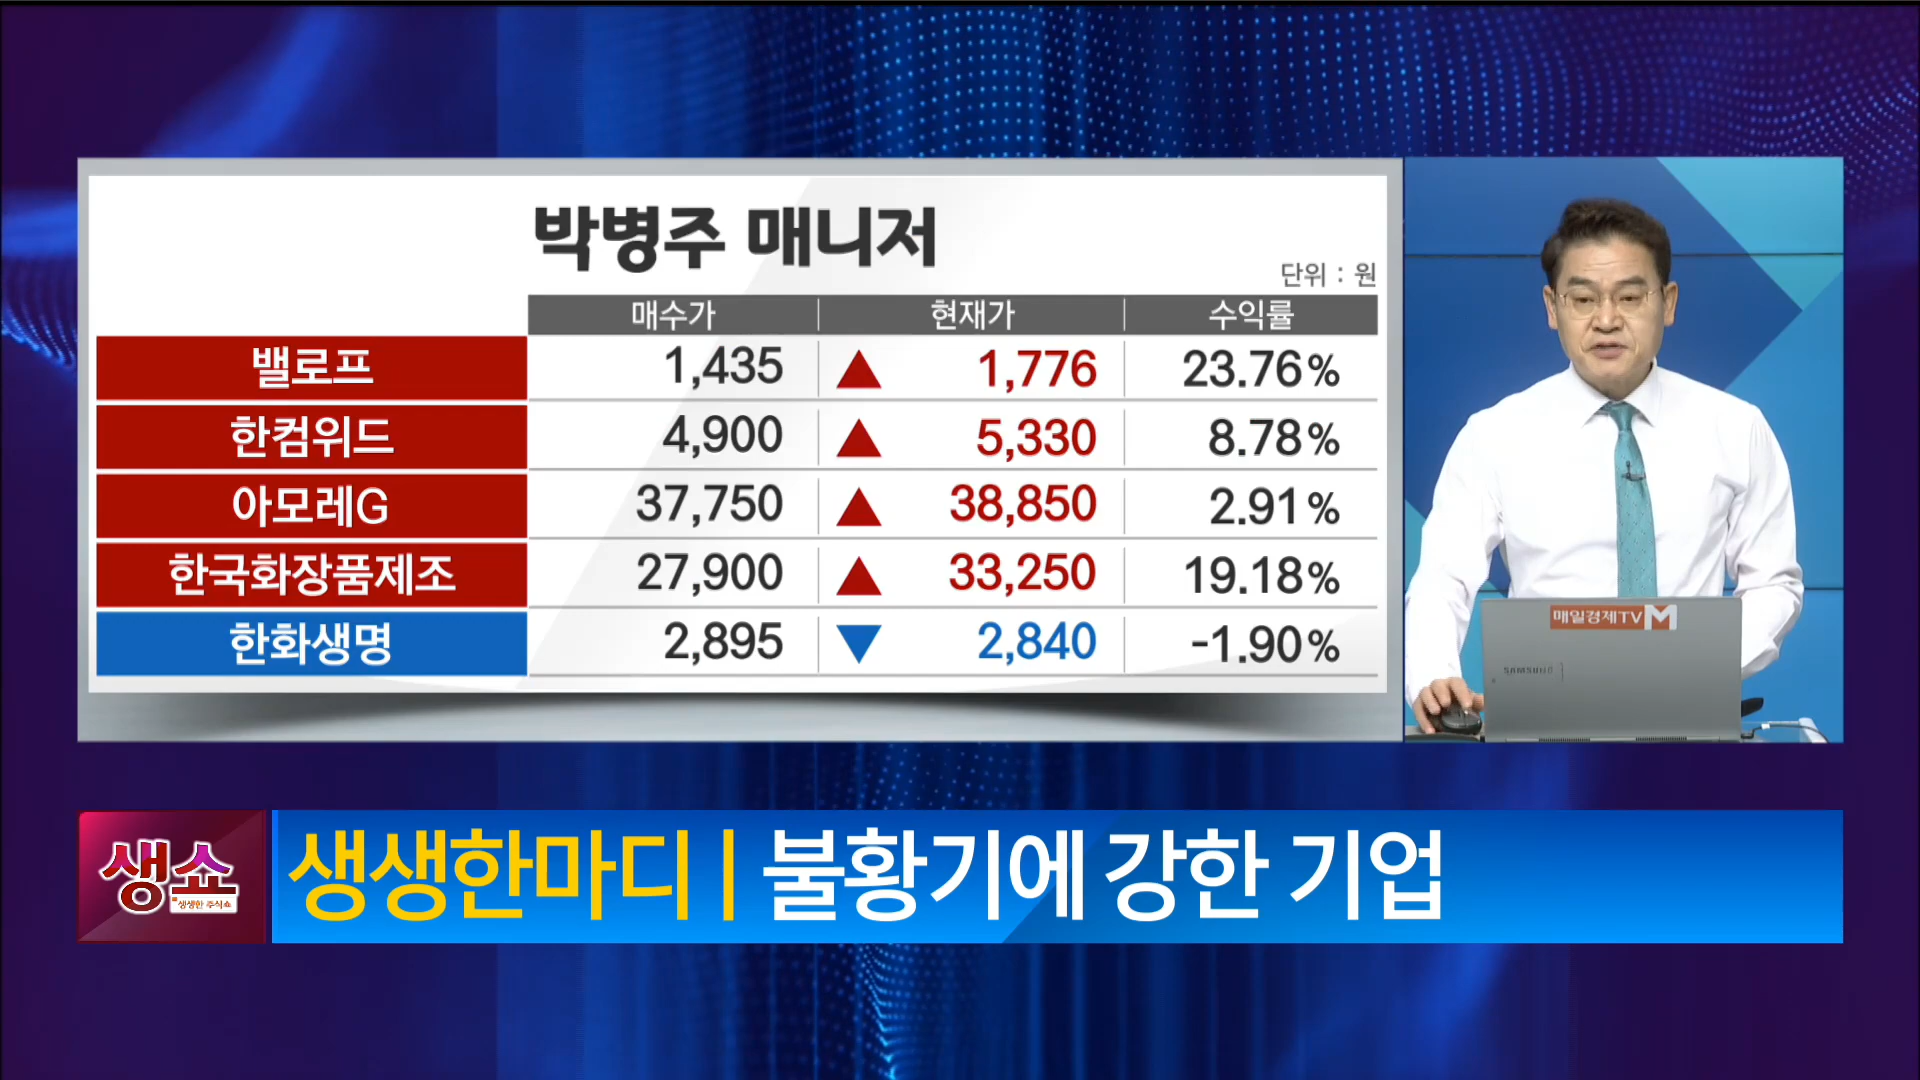 박병주 매니저
단위 : 원
매수가 현재가 수익률
밸로프 1,435 ▲ 1,776 23.76%
한컴위드 4,900 ▲ 5,330 8.78%
아모레G 37,750 ▲ 38,850 2.91%
한국화장품제조 27,900 ▲ 33,250 19.18%
한화생명 2,895 ▼ 2,840 -1.90%
매일경제TV M
SAMSUNG
생쇼
생생한 주식쇼
생생한마디 | 불황기에 강한 기업